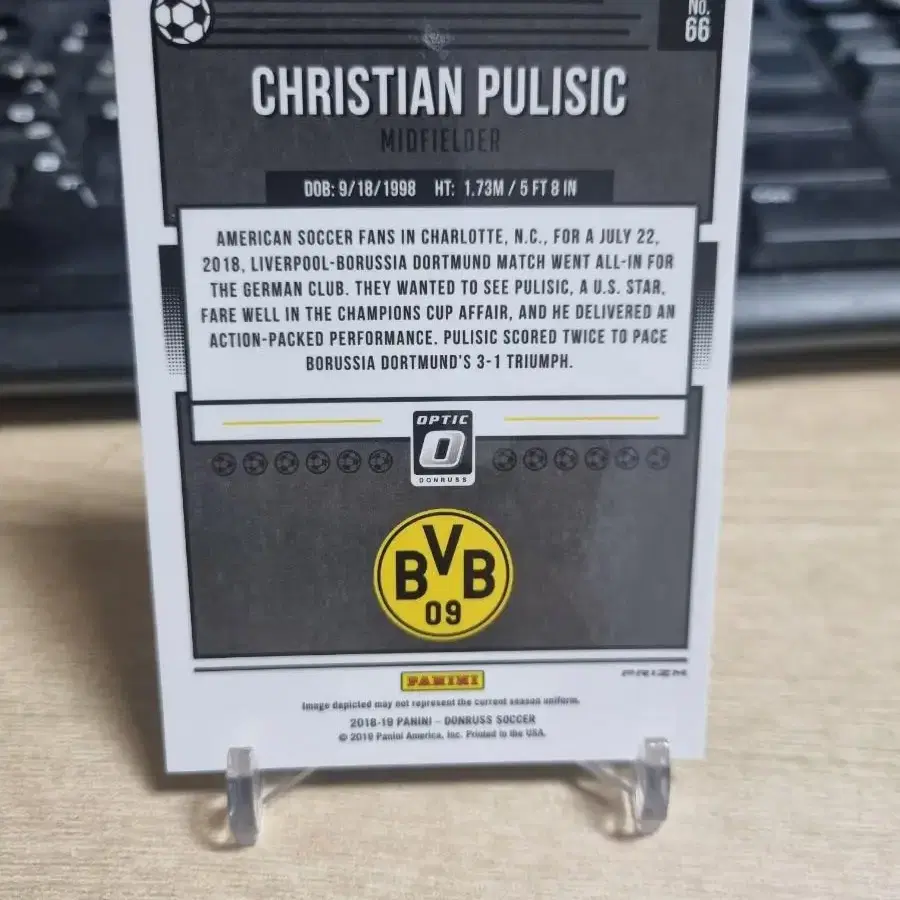 NO.
66
CHRISTIAN PULISIC
MIDFIELDER
DOB: 9/18/1998 HT: 1.73M / 5 FT 8 IN
AMERICAN SOCCER FANS IN CHARLOTTE, N.C., FOR A JULY 22,
2018, LIVERPOOL-BORUSSIA DORTMUND MATCH WENT ALL-IN FOR
THE GERMAN CLUB. THEY WANTED TO SEE PULISIC, A U.S. STAR,
FARE WELL IN THE CHAMPIONS CUP AFFAIR, AND HE DELIVERED AN
ACTION-PACKED PERFORMANCE. PULISIC SCORED TWICE TO PACE
BORUSSIA DORTMUND'S 3-1 TRIUMPH.
OPTIC
O
DONRUSS
BVB
09
PANINI
PRIZM
Image depicted may not represent the current season uniform.
2018-19 PANINI – DONRUSS SOCCER
© 2019 Panini America, Inc. Printed in the USA.